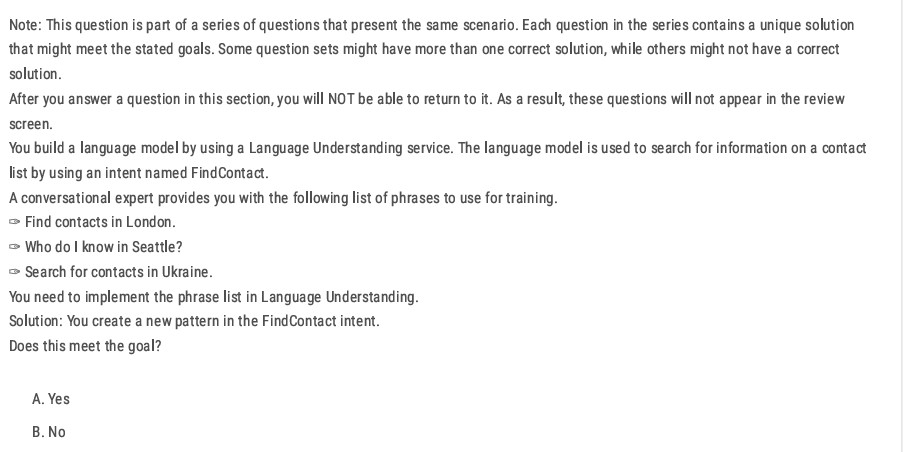 Note: This question is part of a series of questions that present the same scenario. Each question in the series contains a unique solution
that might meet the stated goals. Some question sets might have more than one correct solution, while others might not have a correct
solution.
After you answer a question in this section, you will NOT be able to return to it. As a result, these questions will not appear in the review
screen.
You build a language model by using a Language Understanding service. The language model is used to search for information on a contact
list by using an intent named FindContact.
A conversational expert provides you with the following list of phrases to use for training.
✑ Find contacts in London.
✑ Who do I know in Seattle?
✑ Search for contacts in Ukraine.
You need to implement the phrase list in Language Understanding.
Solution: You create a new pattern in the FindContact intent.
Does this meet the goal?
A. Yes
B. No